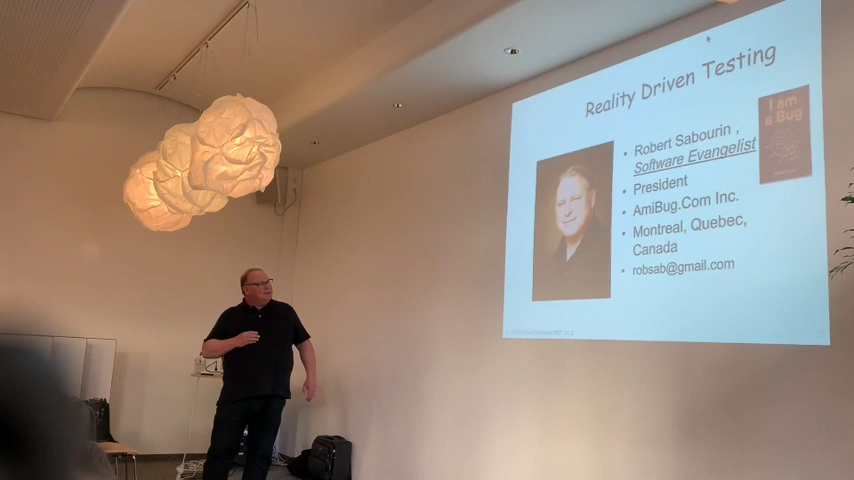 Reality Driven Testing
I am
a Bug
• Robert Sabourin ,
Software Evangelist
• President
• AmiBug.Com Inc.
• Montreal, Quebec,
Canada
• robsab@gmail.com